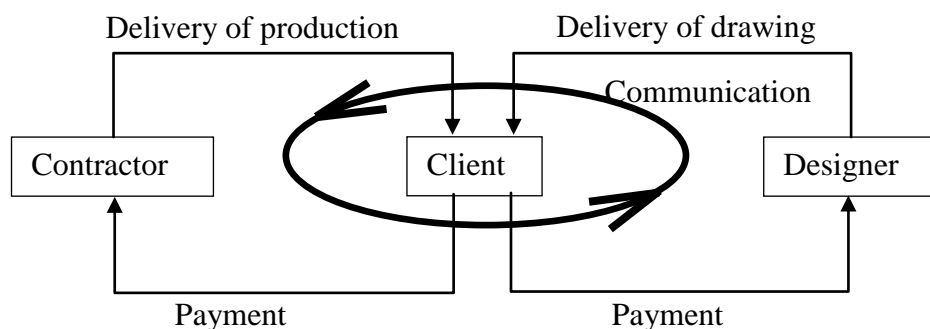 Delivery of production
Delivery of drawing
Communication
Contractor
Client
Designer
Payment
Payment